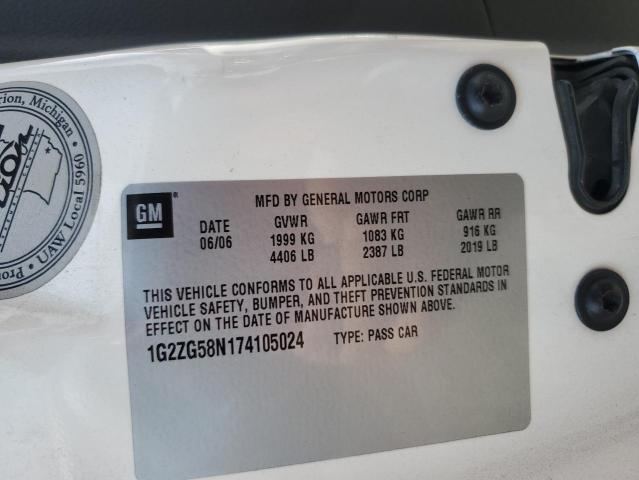 rion, Michigan •
UAW Local 5960
Prou
GM
MFD BY GENERAL MOTORS CORP
DATE GVWR GAWR FRT GAWR RR
06/06 1999 KG 1083 KG 916 KG
4406 LB 2387 LB 2019 LB
THIS VEHICLE CONFORMS TO ALL APPLICABLE U.S. FEDERAL MOTOR
VEHICLE SAFETY, BUMPER, AND THEFT PREVENTION STANDARDS IN
EFFECT ON THE DATE OF MANUFACTURE SHOWN ABOVE.
1G2ZG58N174105024 TYPE: PASS CAR